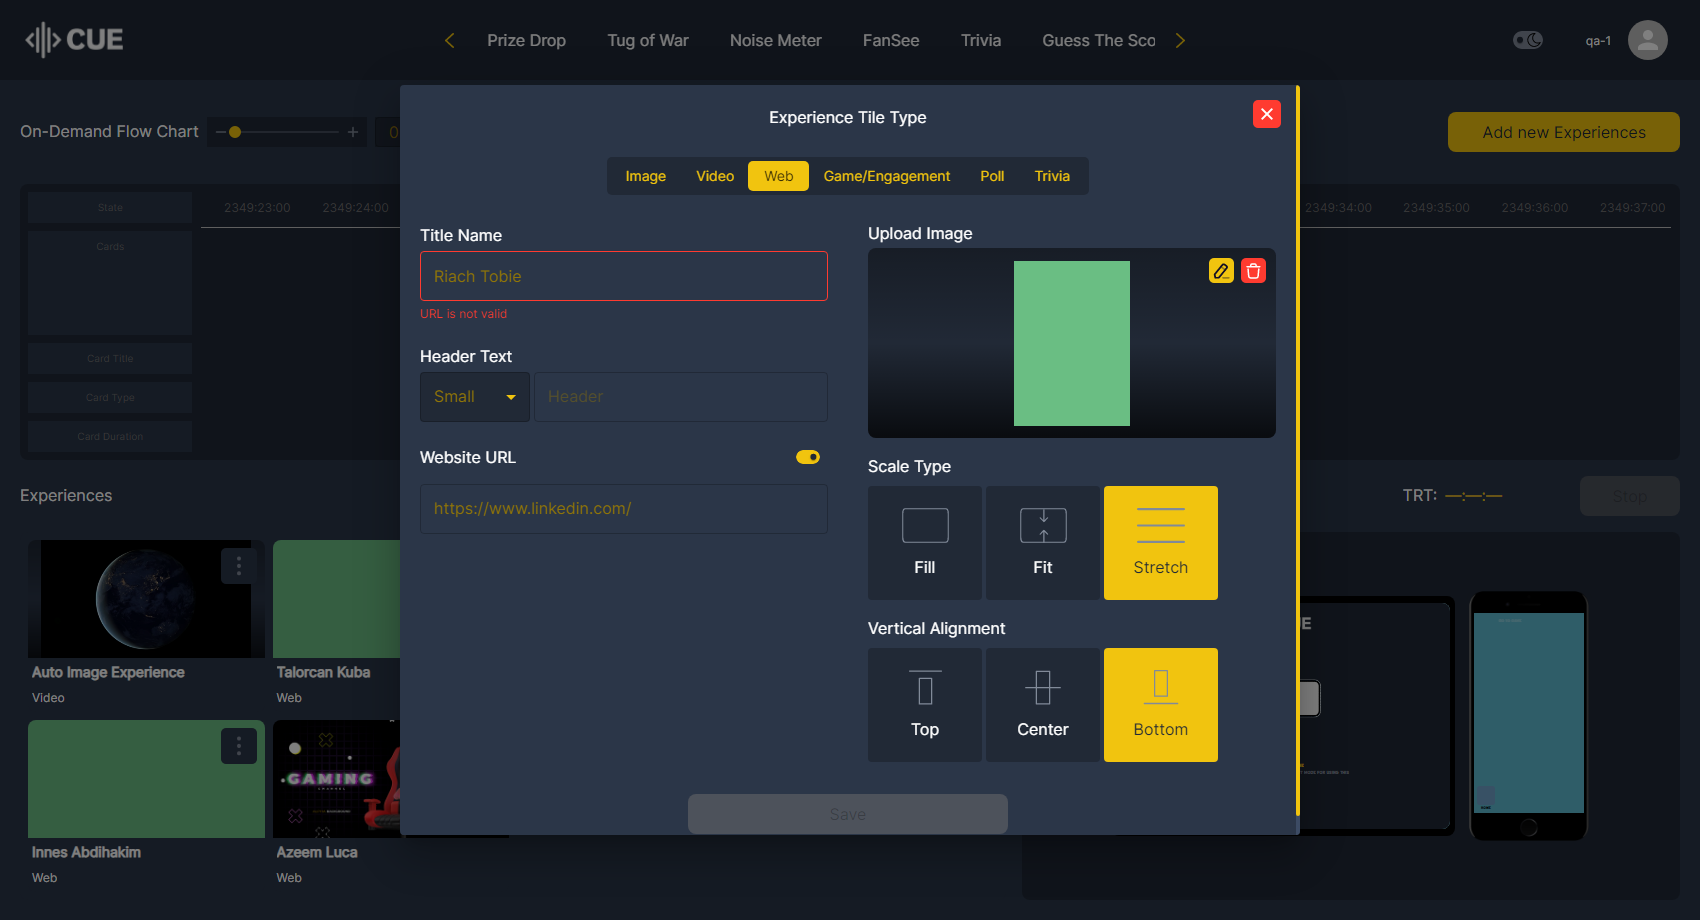 CUE
Prize Drop
Tug of War
Noise Meter
FanSee
Trivia
Guess The Sco
qa-1
On-Demand Flow Chart
0
Add new Experiences
State
2349:23:00
2349:24:00
2349:34:00
2349:35:00
2349:36:00
2349:37:00
Cards
Card Title
Card Type
Card Duration
Experiences
TRT: —:—:—
Stop
Auto Image Experience
Video
Talorcan Kuba
Web
GAMING
Innes Abdihakim
Web
Azeem Luca
Web
Experience Tile Type
Image
Video
Web
Game/Engagement
Poll
Trivia
Title Name
Riach Tobie
URL is not valid
Header Text
Small
Header
Website URL
https://www.linkedin.com/
Upload Image
Scale Type
Fill
Fit
Stretch
Vertical Alignment
Top
Center
Bottom
Save